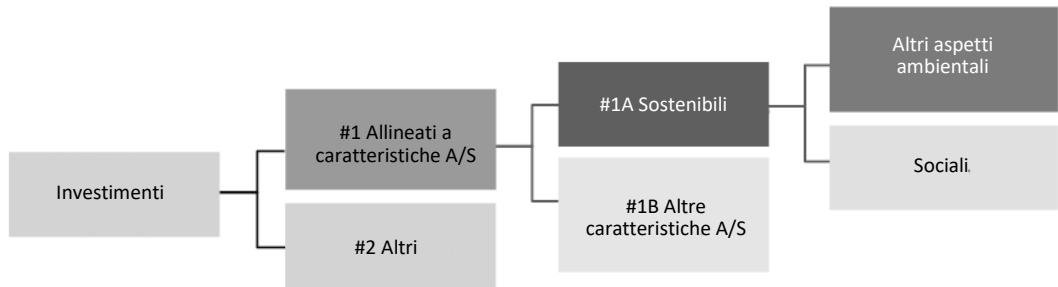 Investimenti
#1 Allineati a
caratteristiche A/S
#2 Altri
#1A Sostenibili
#1B Altre
caratteristiche A/S
Altri aspetti
ambientali
Sociali.